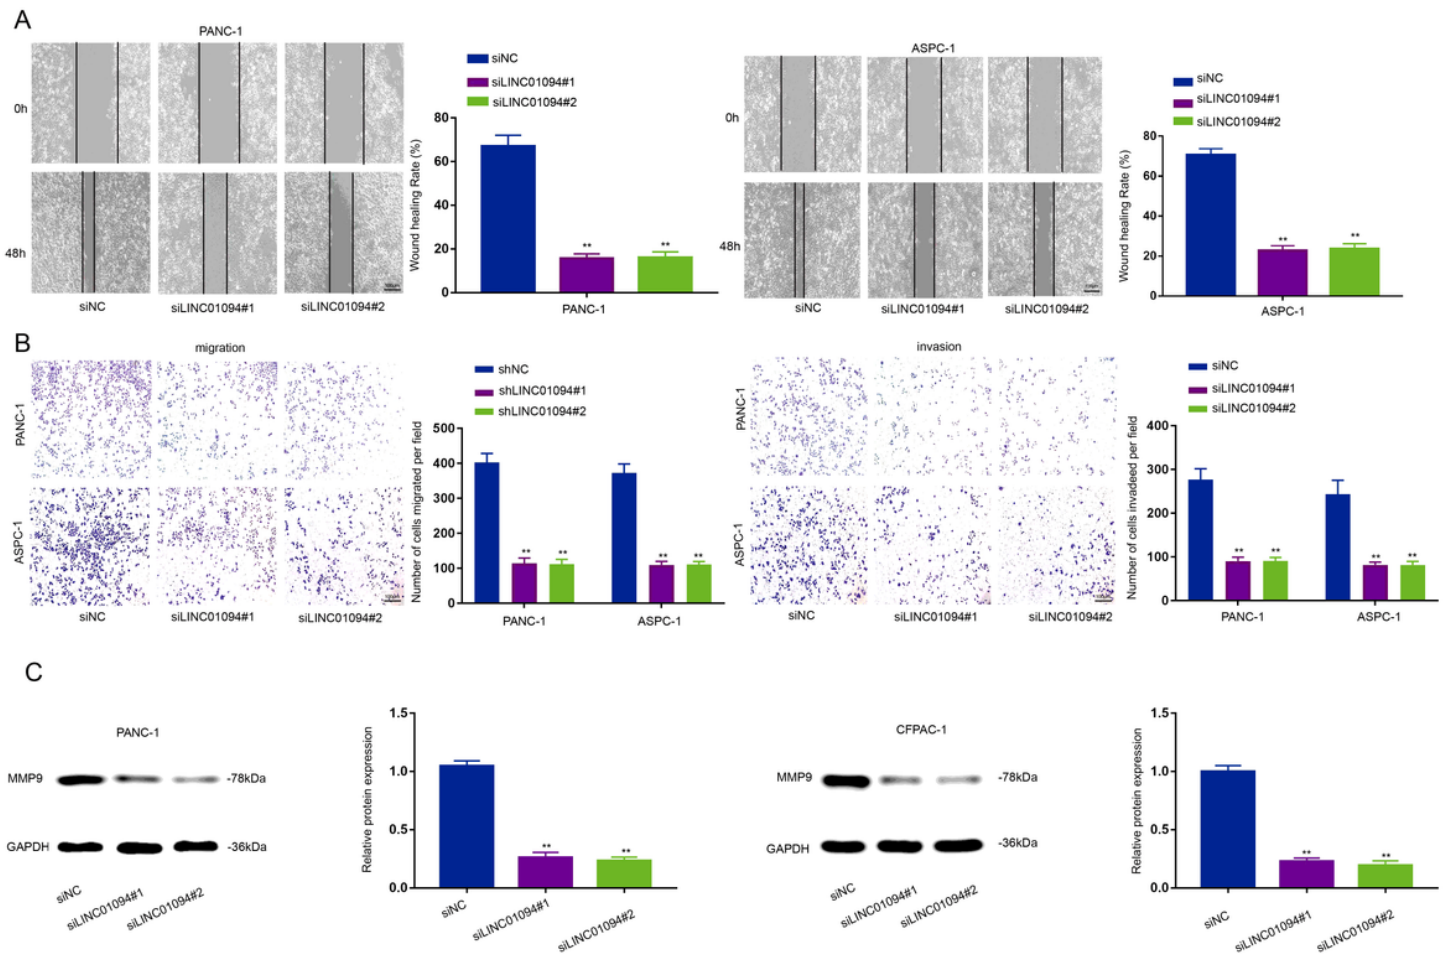 A
PANC-1
0h
48h
siNC
siLINC01094#1
siLINC01094#2
siNC
siLINC01094#1
siLINC01094#2
Wound healing Rate (%)
80
60
40
20
0
PANC-1
ASPC-1
0h
48h
siNC
siLINC01094#1
siLINC01094#2
siNC
siLINC01094#1
siLINC01094#2
Wound healing Rate (%)
80
60
40
20
0
**
**
**
**
ASPC-1
B
migration
PANC-1
ASPC-1
siNC
siLINC01094#1
siLINC01094#2
shNC
shLINC01094#1
shLINC01094#2
Number of cells migrated per field
500
400
300
200
100
0
**
**
**
**
PANC-1
ASPC-1
invasion
PANC-1
ASPC-1
siNC
siLINC01094#1
siLINC01094#2
siNC
siLINC01094#1
siLINC01094#2
Number of cells invadeed per field
400
300
200
100
0
**
**
**
**
PANC-1
ASPC-1
C
PANC-1
MMP9
-78kDa
GAPDH
-36kDa
siNC
siLINC01094#1
siLINC01094#2
Relative protein expression
1.5
1.0
0.5
0.0
**
**
siNC
siLINC01094#1
siLINC01094#2
CFPAC-1
MMP9
-78kDa
GAPDH
-36kDa
siNC
siLINC01094#1
siLINC01094#2
Relative protein expression
1.5
1.0
0.5
0.0
**
**
siNC
siLINC01094#1
siLINC01094#2